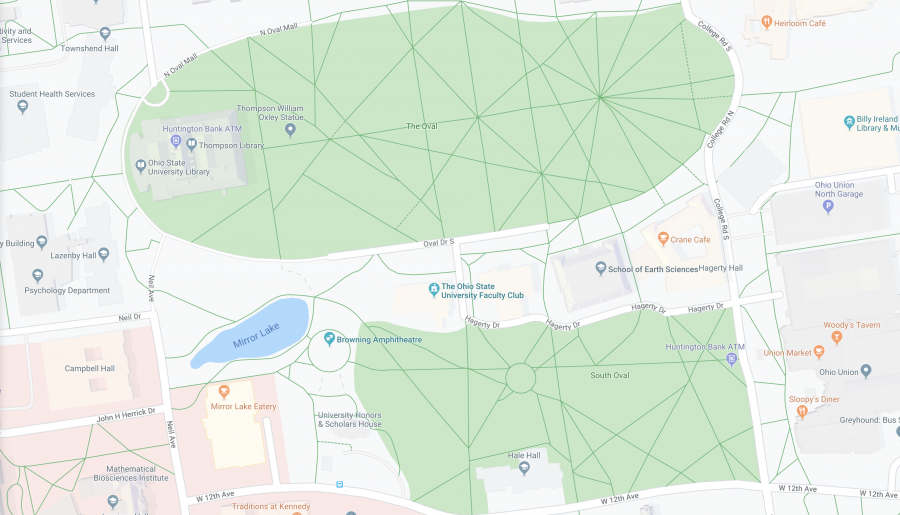 N Oval Mall
College Rd S
Heirloom Café
tivity and
Services
Townshend Hall
N Oval Mall
Student Health Services
Thompson William
Oxley Statue
The Oval
Billy Ireland
Library & Mu
Huntington Bank ATM
Thompson Library
College Rd N
Ohio State
University Library
Ohio Union
North Garage
College Rd S
y Building
Lazenby Hall
Oval Dr S
Crane Cafe
School of Earth Sciences
Hagerty Hall
Psychology Department
Neil Ave
The Ohio State
University Faculty Club
Neil Dr
Mirror Lake
Hagerty Dr
Hagerty Dr
Hagerty Dr
Hagerty Dr
Browning Amphitheatre
Woody's Tavern
Huntington Bank ATM
Union Market
Campbell Hall
South Oval
Ohio Union
Mirror Lake Eatery
Sloopy's Diner
John H Herrick Dr
University Honors
& Scholars House
Greyhound: Bus S
Neil Ave
Hale Hall
Mathematical
Biosciences Institute
W 12th Ave
W 12th Ave
W 12th Ave
W 12th Ave
Traditions at Kennedy